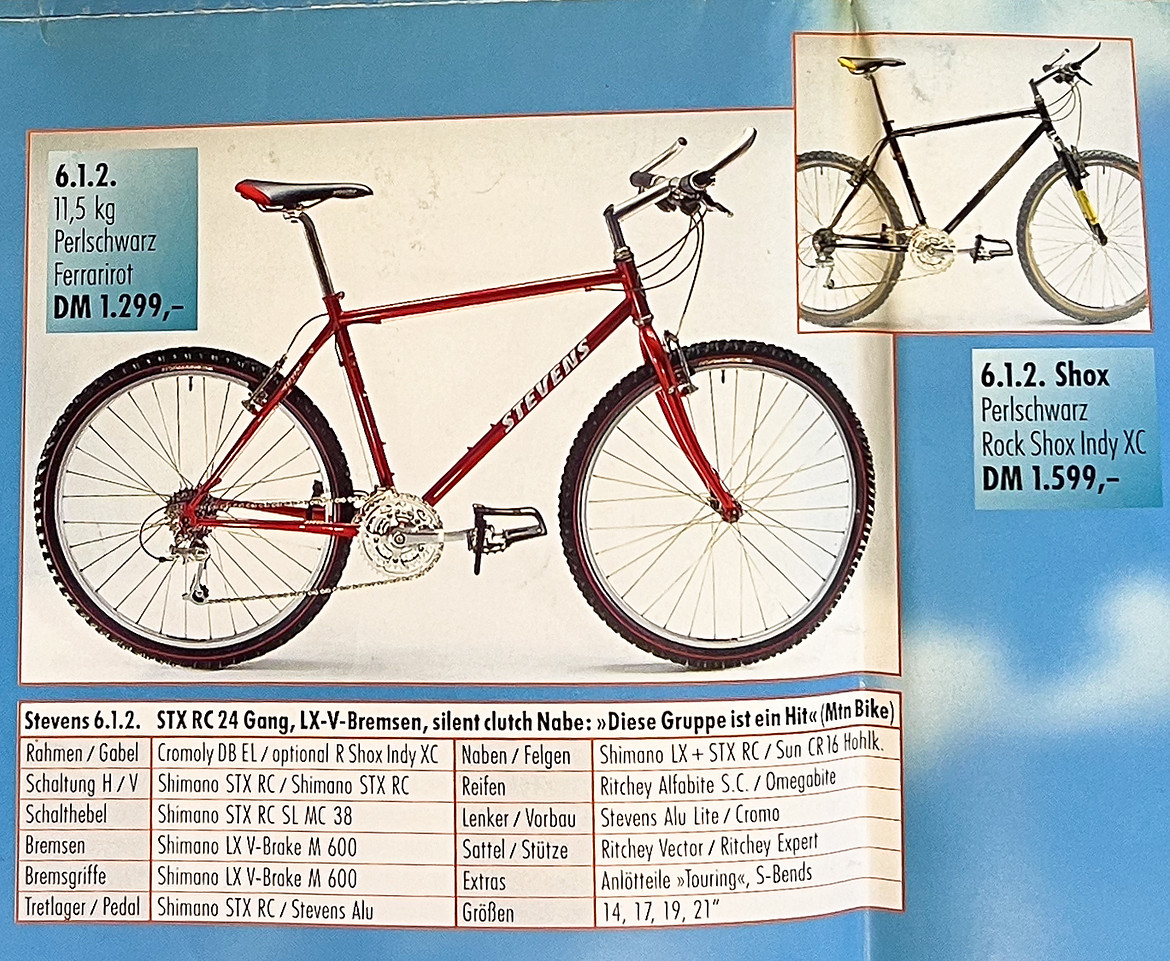 6.1.2.
11,5 kg
Perlschwarz
Ferrarirot
DM 1.299,–
STEVENS
6.1.2. Shox
Perlschwarz
Rock Shox Indy XC
DM 1.599,–
Stevens 6.1.2. STX RC 24 Gang, LX-V-Bremsen, silent clutch Nabe: »Diese Gruppe ist ein Hit« (Mtn Bike)
Rahmen / Gabel Cromoly DB EL / optional R Shox Indy XC Naben / Felgen Shimano LX + STX RC / Sun CR16 Hohlk.
Schaltung H / V Shimano STX RC / Shimano STX RC Reifen Ritchey Alfabite S.C. / Omegabite
Schalthebel Shimano STX RC SL MC 38 Lenker / Vorbau Stevens Alu Lite / Cromo
Bremsen Shimano LX V-Brake M 600 Sattel / Stütze Ritchey Vector / Ritchey Expert
Bremsgriffe Shimano LX V-Brake M 600 Extras Anlötteile »Touring«, S-Bends
Tretlager / Pedal Shimano STX RC / Stevens Alu Größen 14, 17, 19, 21“